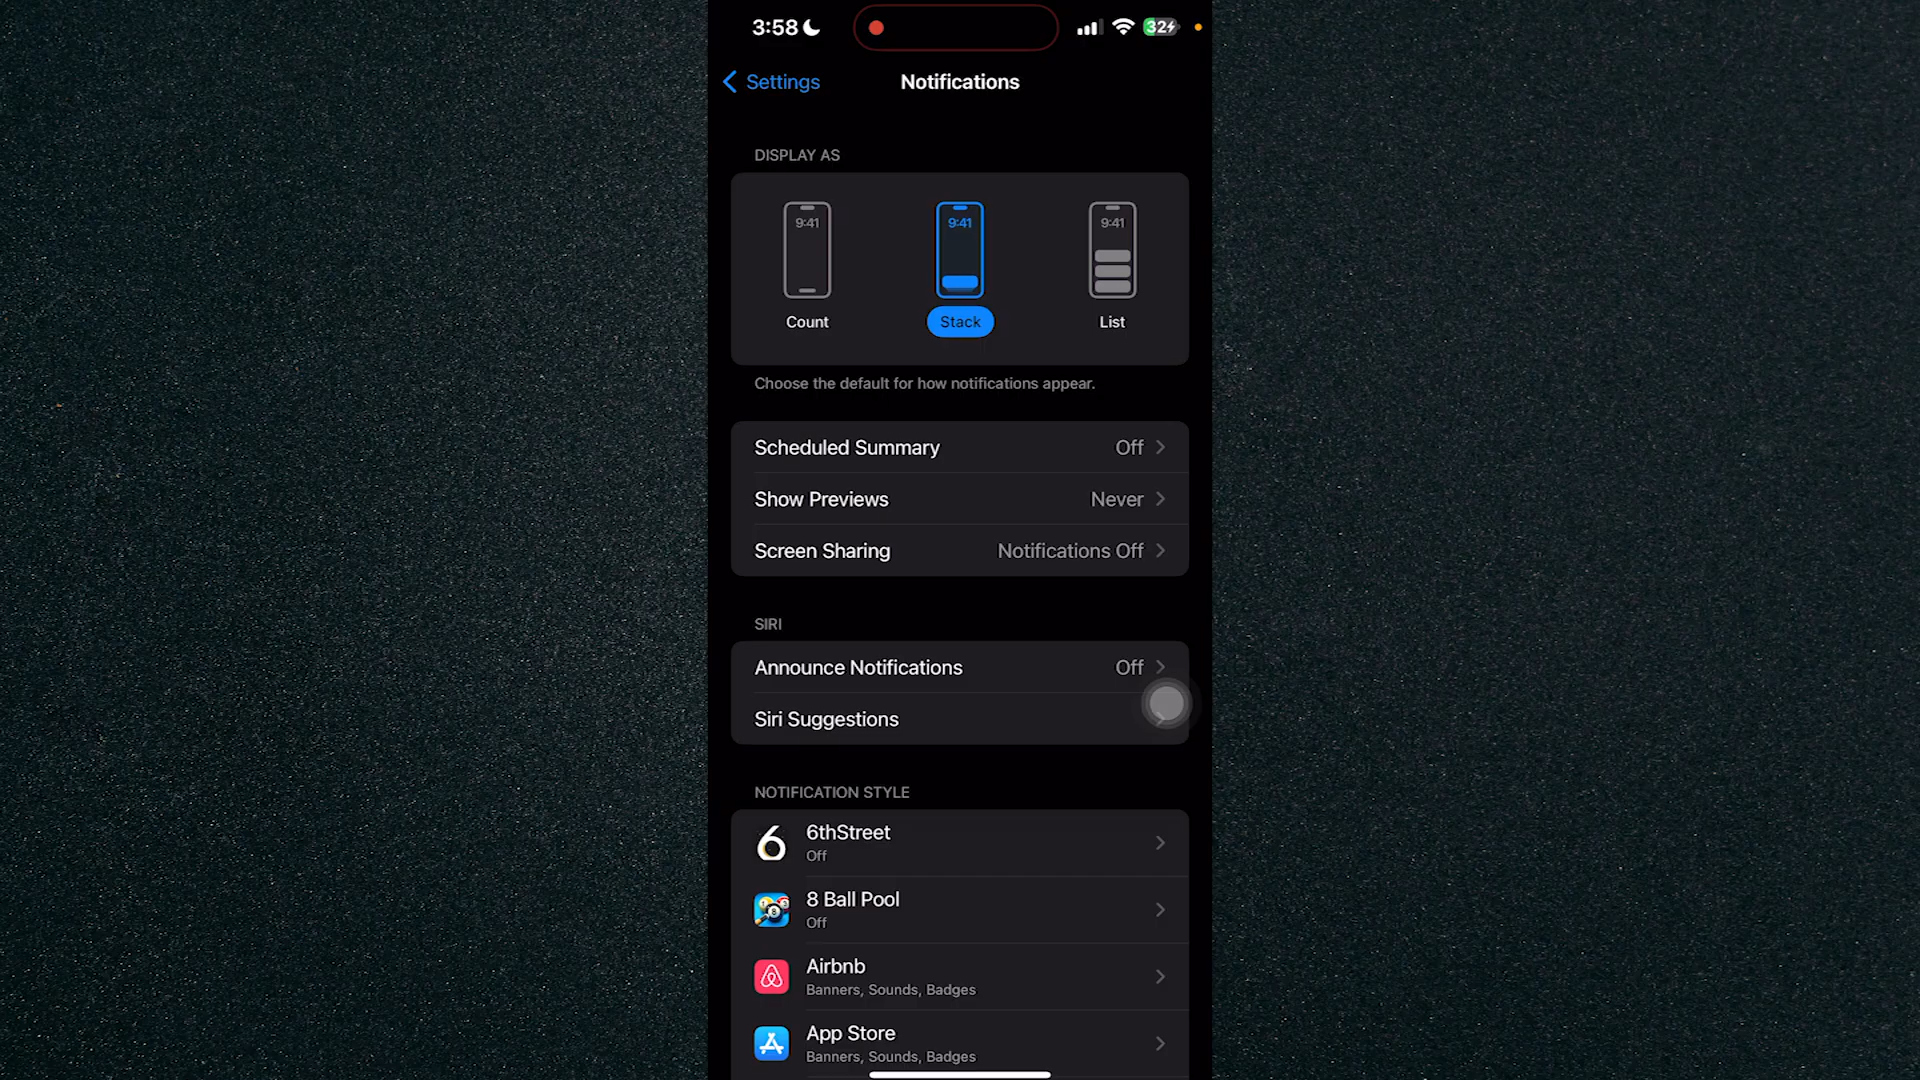 3:58
32
Settings
Notifications
DISPLAY AS
9:41
9:41
9:41
Count
Stack
List
Choose the default for how notifications appear.
Scheduled Summary
Off
Show Previews
Never
Screen Sharing
Notifications Off
SIRI
Announce Notifications
Off
Siri Suggestions
NOTIFICATION STYLE
6
6thStreet
Off
8 Ball Pool
Off
Airbnb
Banners, Sounds, Badges
App Store
Banners, Sounds, Badges